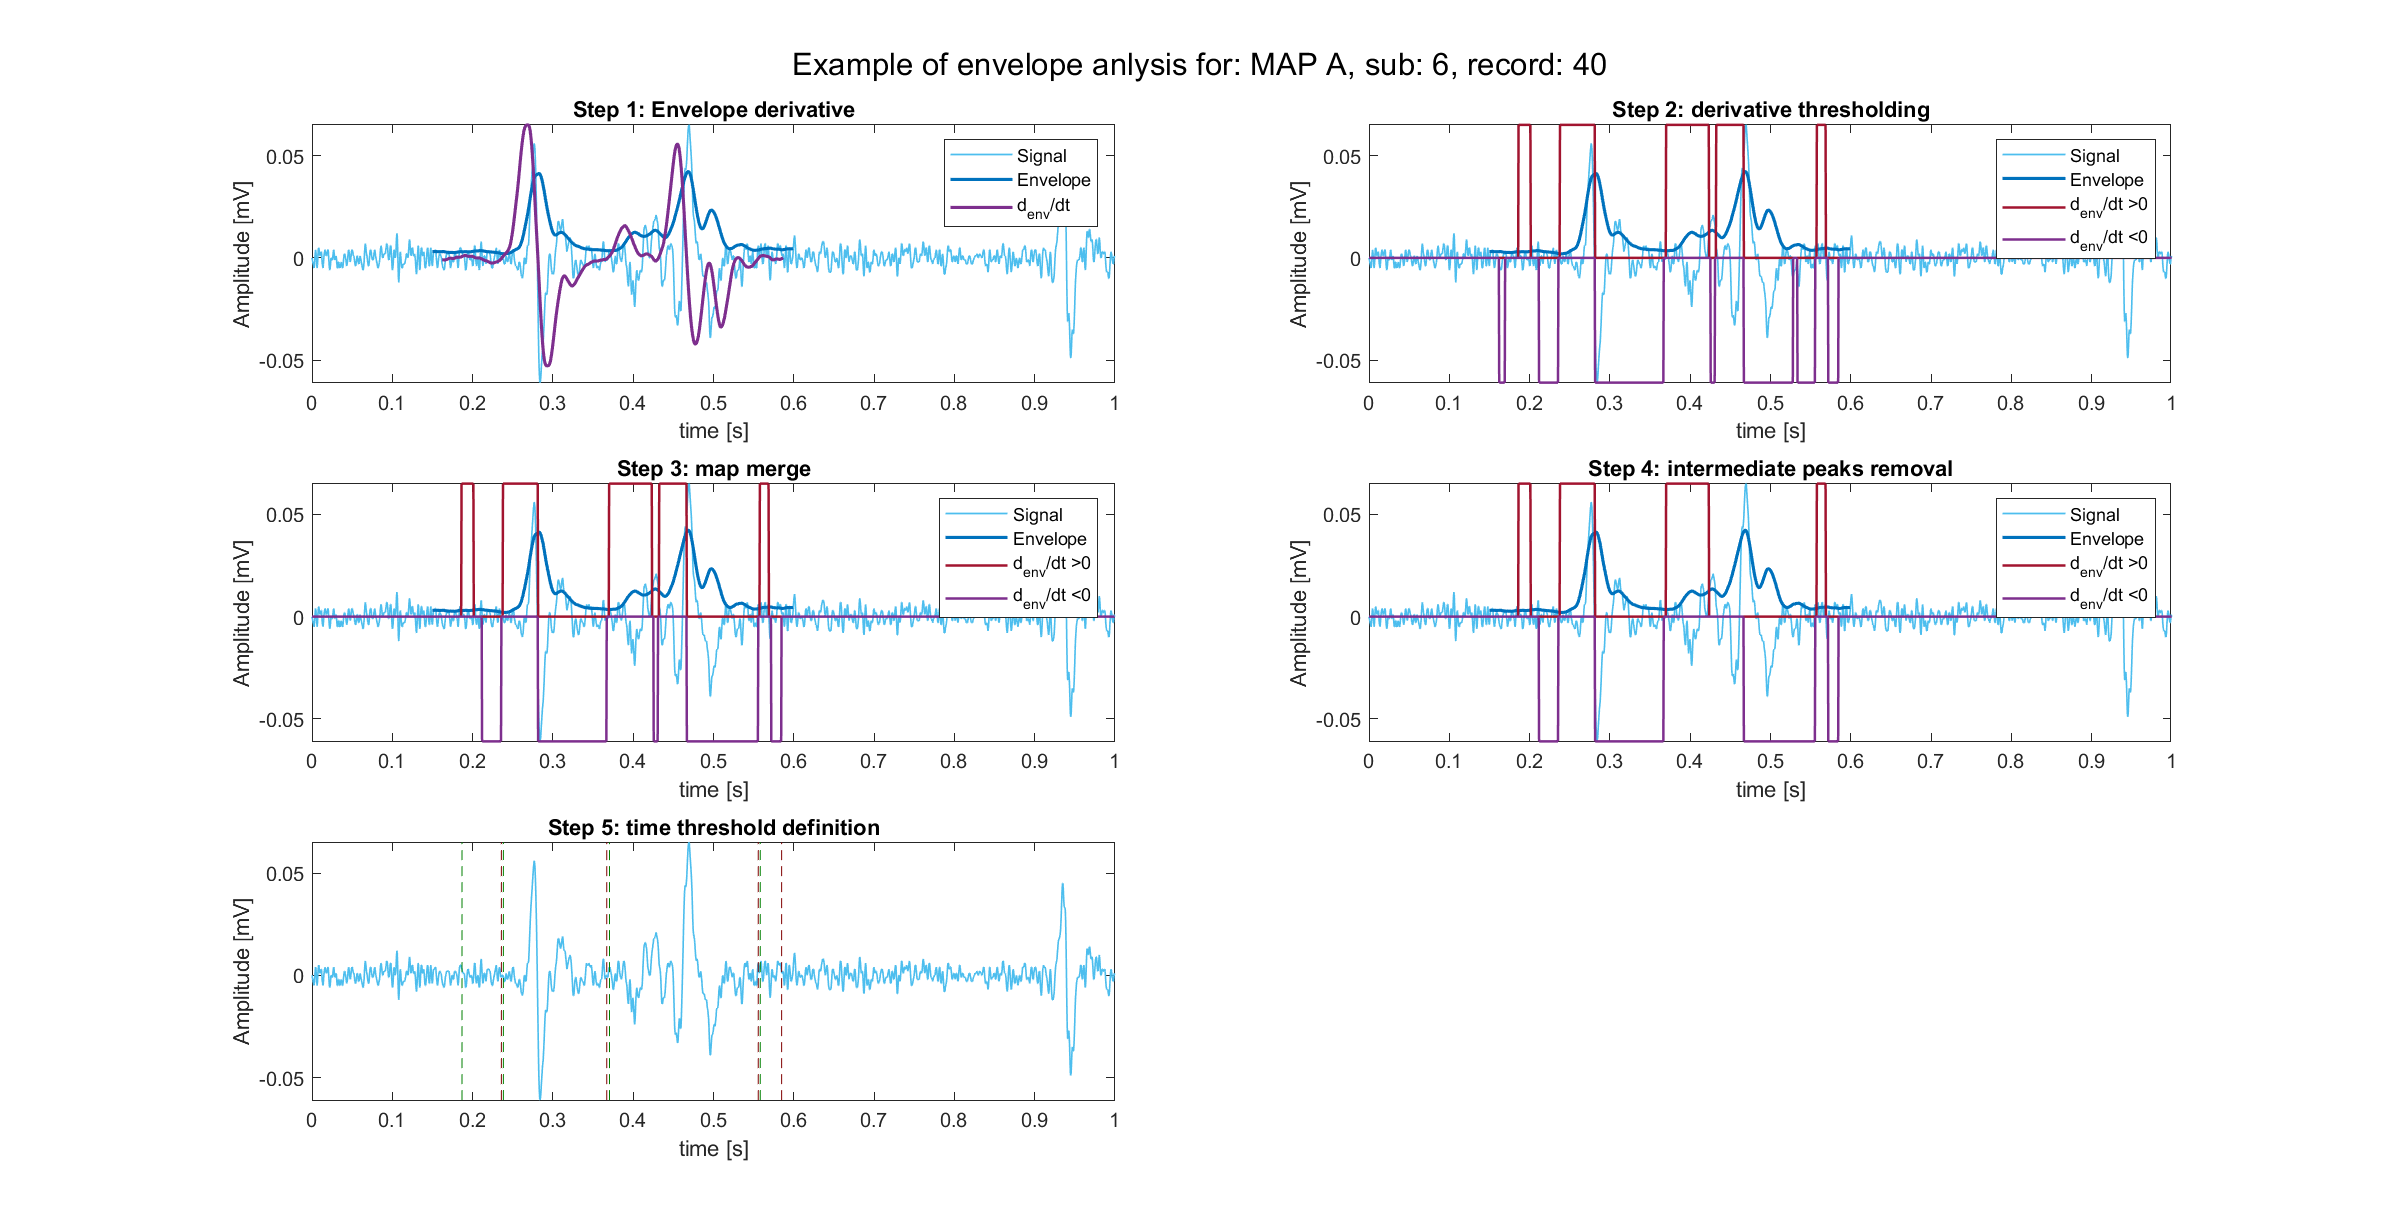 Example of envelope anlysis for: MAP A, sub: 6, record: 40
Step 1: Envelope derivative
Amplitude [mV]
0.05
0
-0.05
0 0.1 0.2 0.3 0.4 0.5 0.6 0.7 0.8 0.9 1
time [s]
Signal
Envelope
d_env/dt
Step 2: derivative thresholding
Amplitude [mV]
0.05
0
-0.05
0 0.1 0.2 0.3 0.4 0.5 0.6 0.7 0.8 0.9 1
time [s]
Signal
Envelope
d_env/dt >0
d_env/dt <0
Step 3: map merge
Amplitude [mV]
0.05
0
-0.05
0 0.1 0.2 0.3 0.4 0.5 0.6 0.7 0.8 0.9 1
time [s]
Signal
Envelope
d_env/dt >0
d_env/dt <0
Step 4: intermediate peaks removal
Amplitude [mV]
0.05
0
-0.05
0 0.1 0.2 0.3 0.4 0.5 0.6 0.7 0.8 0.9 1
time [s]
Signal
Envelope
d_env/dt >0
d_env/dt <0
Step 5: time threshold definition
Amplitude [mV]
0.05
0
-0.05
0 0.1 0.2 0.3 0.4 0.5 0.6 0.7 0.8 0.9 1
time [s]